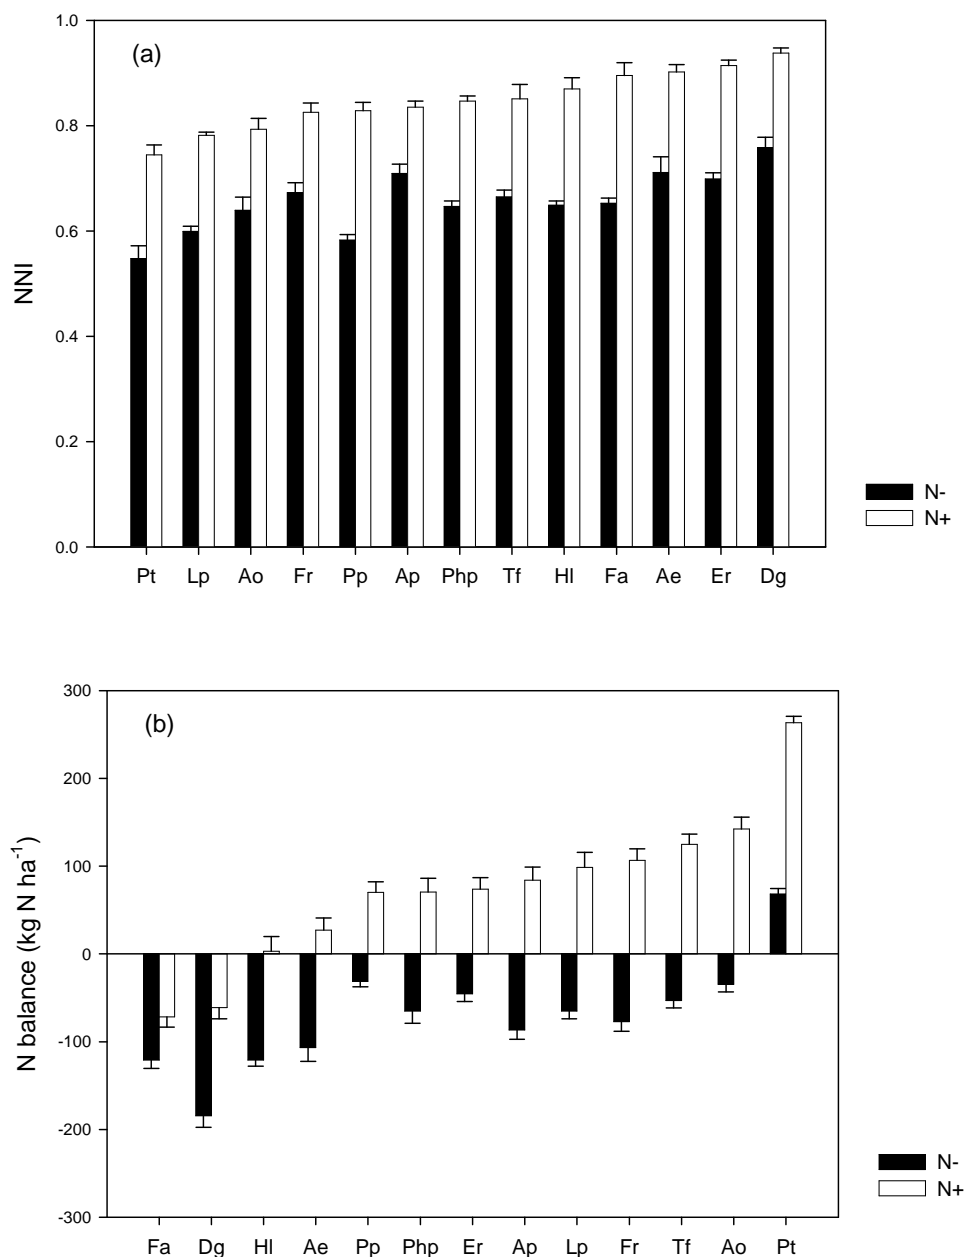 (a)
NNI
1.0
0.8
0.6
0.4
0.2
0.0
Pt Lp Ao Fr Pp Ap Php Tf Hl Fa Ae Er Dg
N-
N+
(b)
N balance (kg N ha⁻¹)
300
200
100
0
-100
-200
-300
Fa Dg Hl Ae Pp Php Er Ap Lp Fr Tf Ao Pt
N-
N+